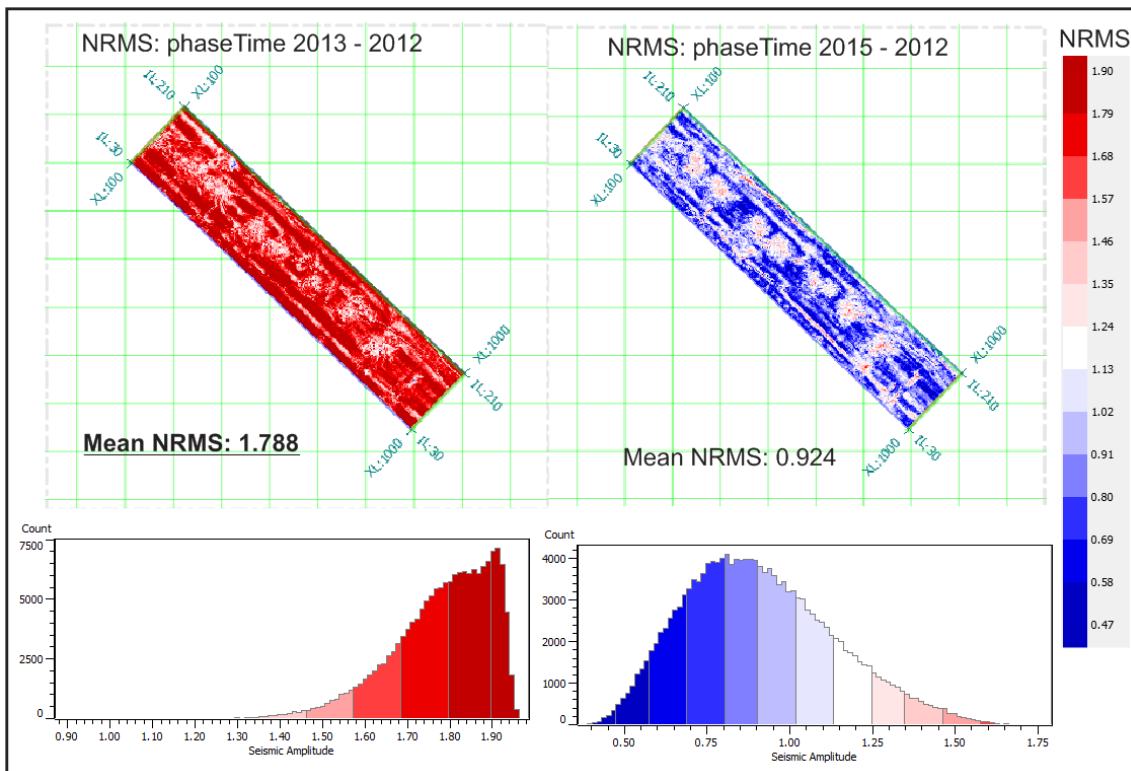 NRMS: phaseTime 2013 - 2012
IL:210
XL:100
IL:30
XL:100
XL:1000
IL:210
XL:1000
IL:30
Mean NRMS: 1.788
NRMS: phaseTime 2015 - 2012
IL:210
XL:100
IL:30
XL:100
XL:1000
IL:210
XL:1000
IL:30
Mean NRMS: 0.924
NRMS
1.90
1.79
1.68
1.57
1.46
1.35
1.24
1.13
1.02
0.91
0.80
0.69
0.58
0.47
Count
7500
5000
2500
0
0.90 1.00 1.10 1.20 1.30 1.40 1.50 1.60 1.70 1.80 1.90
Seismic Amplitude
Count
4000
3000
2000
1000
0
0.50 0.75 1.00 1.25 1.50 1.75
Seismic Amplitude